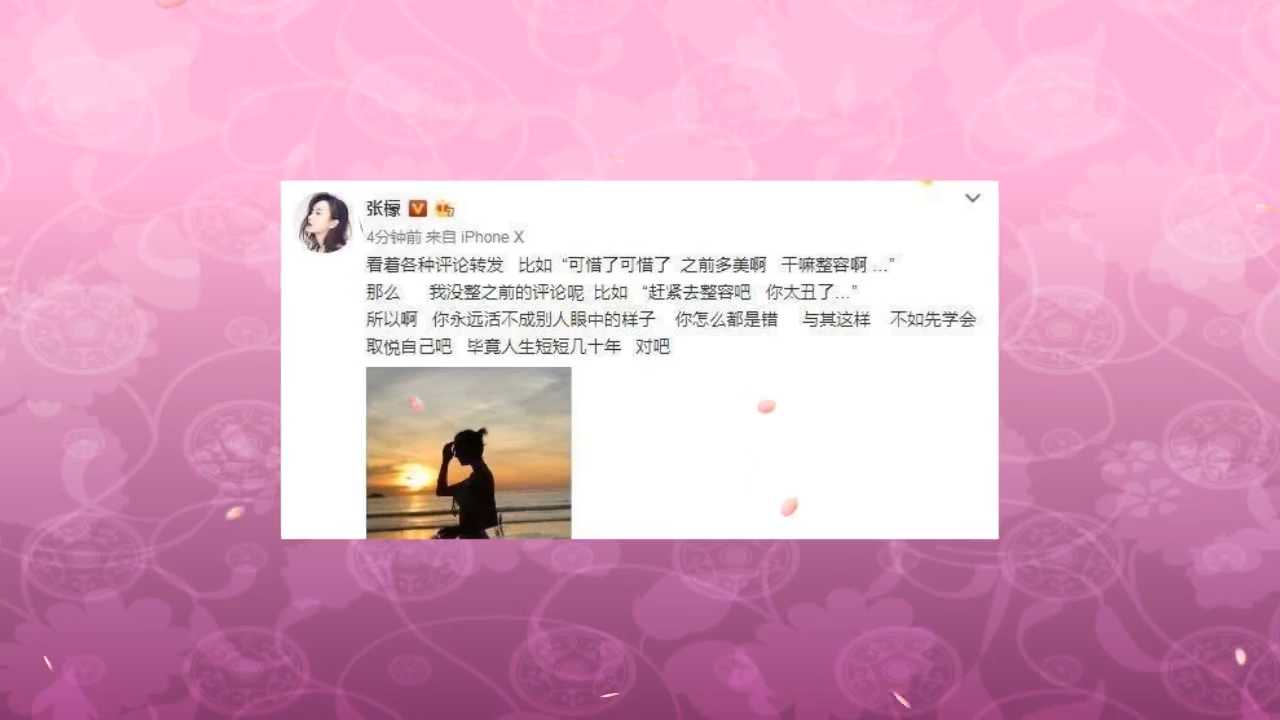 张檬
4分钟前 来自 iPhone X
看着各种评论转发 比如 “可惜了可惜了 之前多美啊 干嘛整容啊 ...”
那么 我没整之前的评论呢 比如 “赶紧去整容吧 你太丑了...”
所以啊 你永远活不成别人眼中的样子 你怎么都是错 与其这样 不如先学会
取悦自己吧 毕竟人生短短几十年 对吧